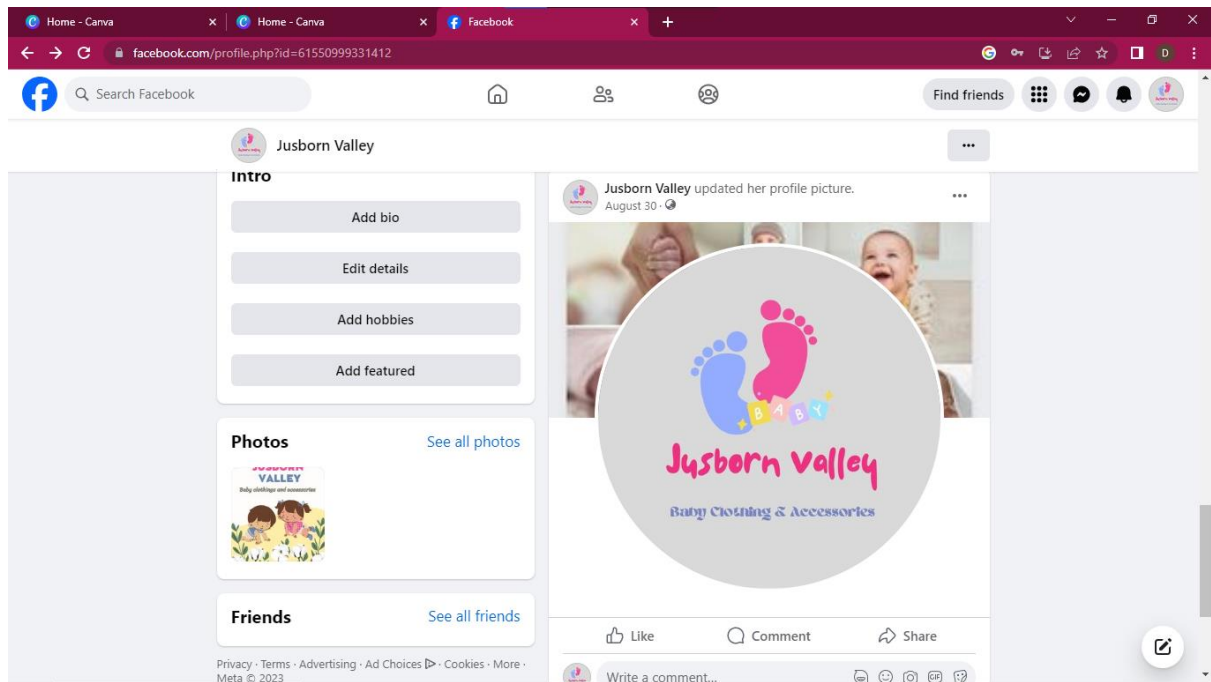 Home - Canva
Home - Canva
Facebook
facebook.com/profile.php?id=61550999331412
D
Search Facebook
Find friends
Jusborn Valley
Intro
Add bio
Edit details
Add hobbies
Add featured
Photos
See all photos
JUSBORN
VALLEY
Baby clothings and accessories
Friends
See all friends
Privacy · Terms · Advertising · Ad Choices · Cookies · More ·
Meta © 2023
Jusborn Valley updated her profile picture.
August 30 ·
BABY
Jusborn Valley
Baby Clothing & Accessories
Like
Comment
Share
Write a comment...
GIF